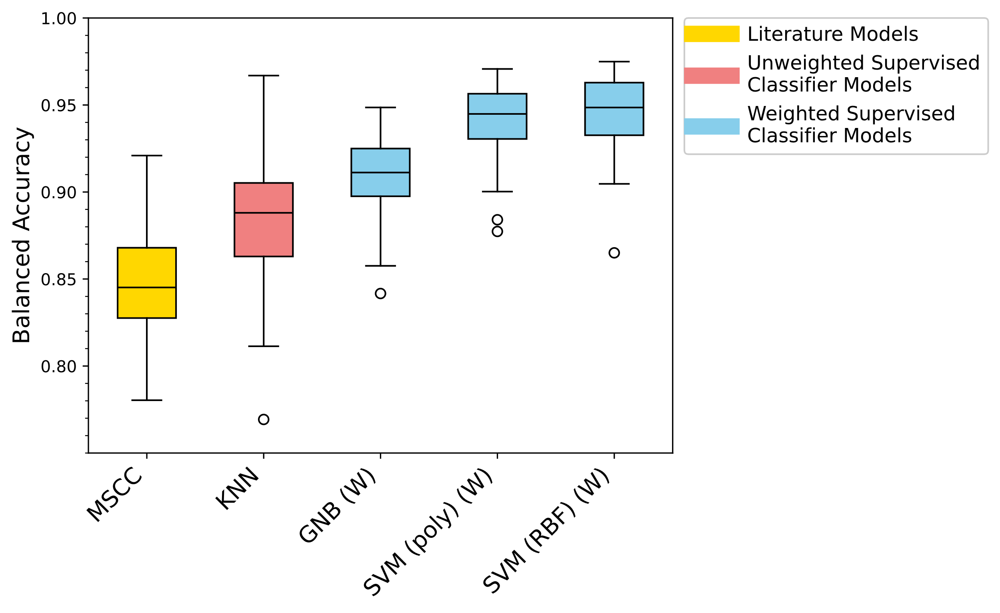 Balanced Accuracy
1.00
0.95
0.90
0.85
0.80
MSCC
KNN
GNB (W)
SVM (poly) (W)
SVM (RBF) (W)
Literature Models
Unweighted Supervised
Classifier Models
Weighted Supervised
Classifier Models